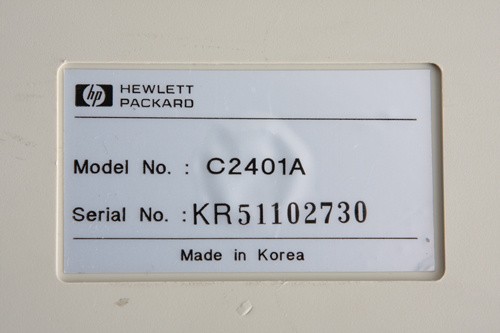 hp HEWLETT
PACKARD
Model No. : C2401A
Serial No. : KR51102730
Made in Korea